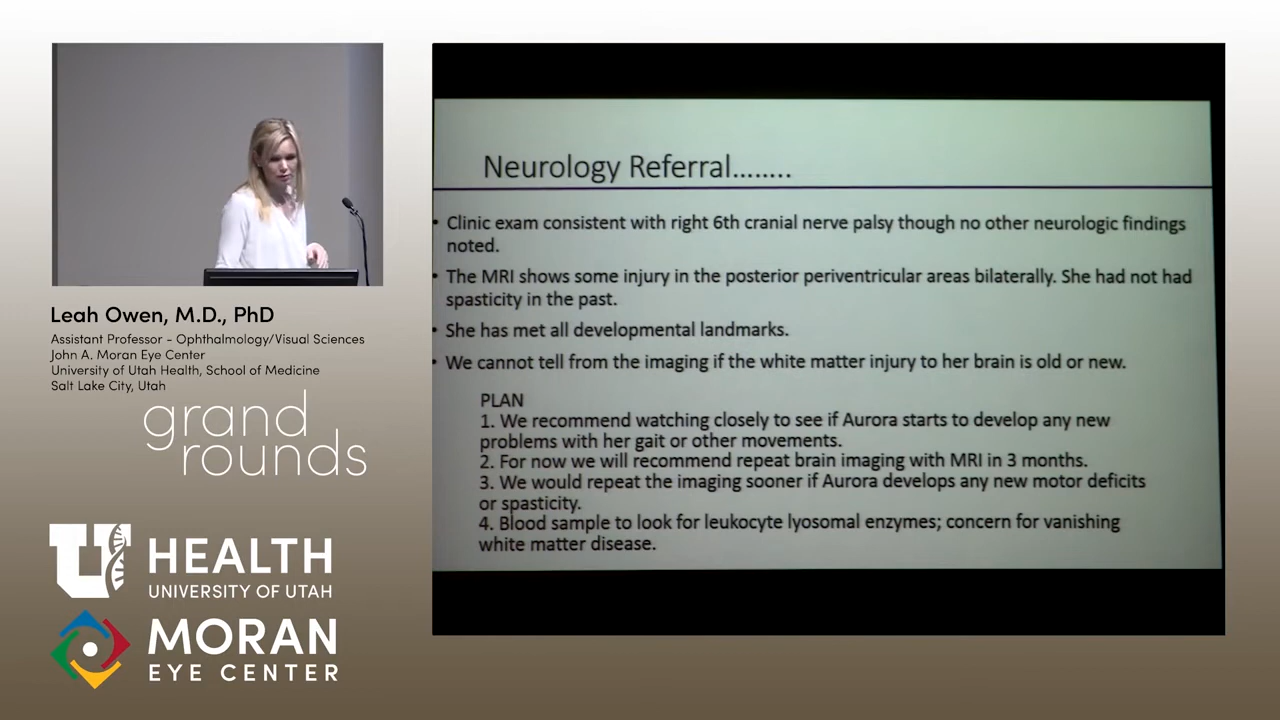 Leah Owen, M.D., PhD
Assistant Professor - Ophthalmology/Visual Sciences
John A. Moran Eye Center
University of Utah Health, School of Medicine
Salt Lake City, Utah
grand
rounds
U HEALTH
UNIVERSITY OF UTAH
MORAN
EYE CENTER
Neurology Referral........
• Clinic exam consistent with right 6th cranial nerve palsy though no other neurologic findings
noted.
• The MRI shows some injury in the posterior periventricular areas bilaterally. She had not had
spasticity in the past.
• She has met all developmental landmarks.
• We cannot tell from the imaging if the white matter injury to her brain is old or new.
PLAN
1. We recommend watching closely to see if Aurora starts to develop any new
problems with her gait or other movements.
2. For now we will recommend repeat brain imaging with MRI in 3 months.
3. We would repeat the imaging sooner if Aurora develops any new motor deficits
or spasticity.
4. Blood sample to look for leukocyte lyosomal enzymes; concern for vanishing
white matter disease.